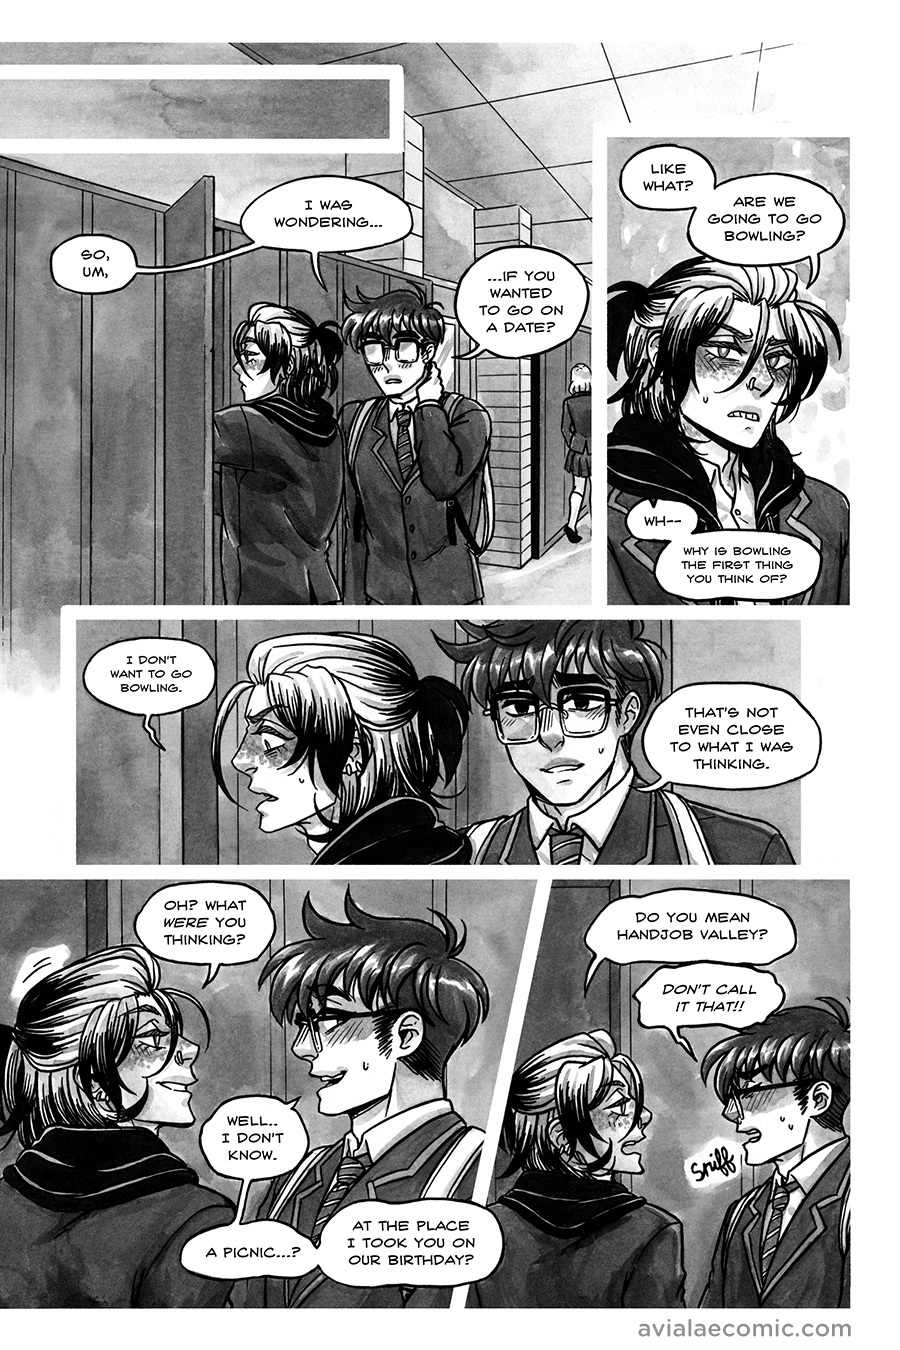 SO,
UM,
I WAS
WONDERING...
...IF YOU
WANTED
TO GO ON
A DATE?
LIKE
WHAT?
ARE WE
GOING TO GO
BOWLING?
WH--
WHY IS BOWLING
THE FIRST THING
YOU THINK OF?
I DON'T
WANT TO GO
BOWLING.
THAT'S NOT
EVEN CLOSE
TO WHAT I WAS
THINKING.
OH? WHAT
WERE YOU
THINKING?
WELL..
I DON'T
KNOW.
A PICNIC...?
AT THE PLACE
I TOOK YOU ON
OUR BIRTHDAY?
DO YOU MEAN
HANDJOB VALLEY?
DON'T CALL
IT THAT!!
sniff
avialaecomic.com